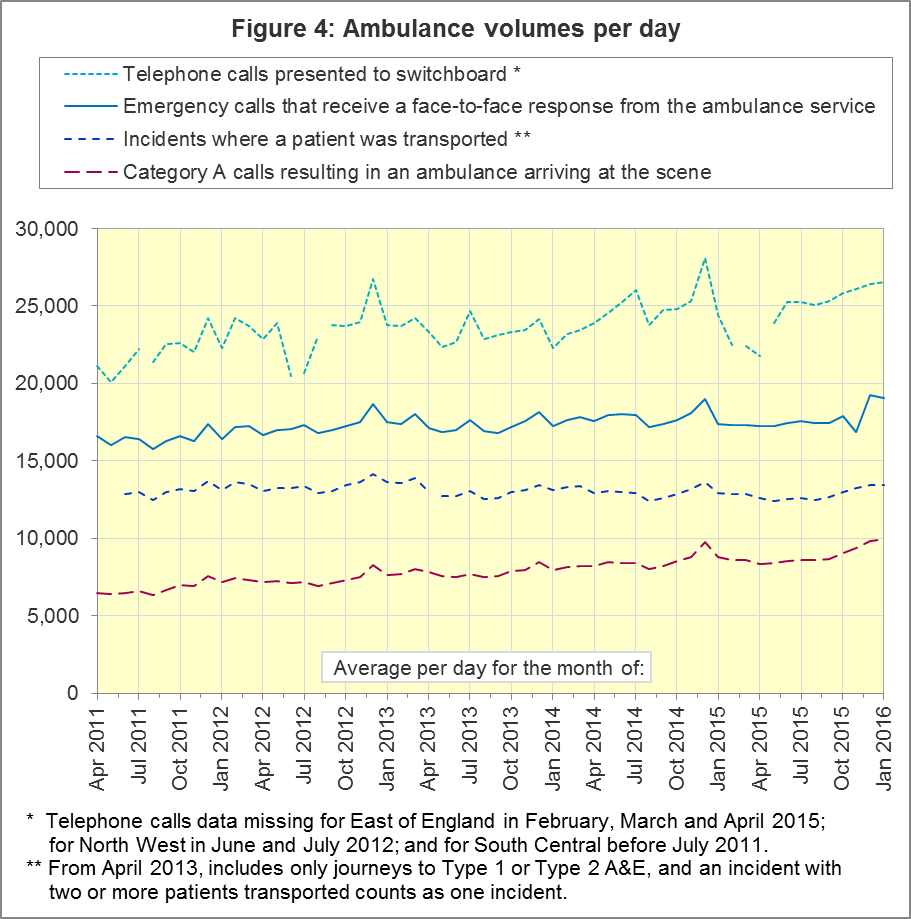 Figure 4: Ambulance volumes per day
Telephone calls presented to switchboard *
Emergency calls that receive a face-to-face response from the ambulance service
Incidents where a patient was transported **
Category A calls resulting in an ambulance arriving at the scene
30,000
25,000
20,000
15,000
10,000
5,000
0
Average per day for the month of:
Apr 2011
Jul 2011
Oct 2011
Jan 2012
Apr 2012
Jul 2012
Oct 2012
Jan 2013
Apr 2013
Jul 2013
Oct 2013
Jan 2014
Apr 2014
Jul 2014
Oct 2014
Jan 2015
Apr 2015
Jul 2015
Oct 2015
Jan 2016
* Telephone calls data missing for East of England in February, March and April 2015;
for North West in June and July 2012; and for South Central before July 2011.
** From April 2013, includes only journeys to Type 1 or Type 2 A&E, and an incident with
two or more patients transported counts as one incident.